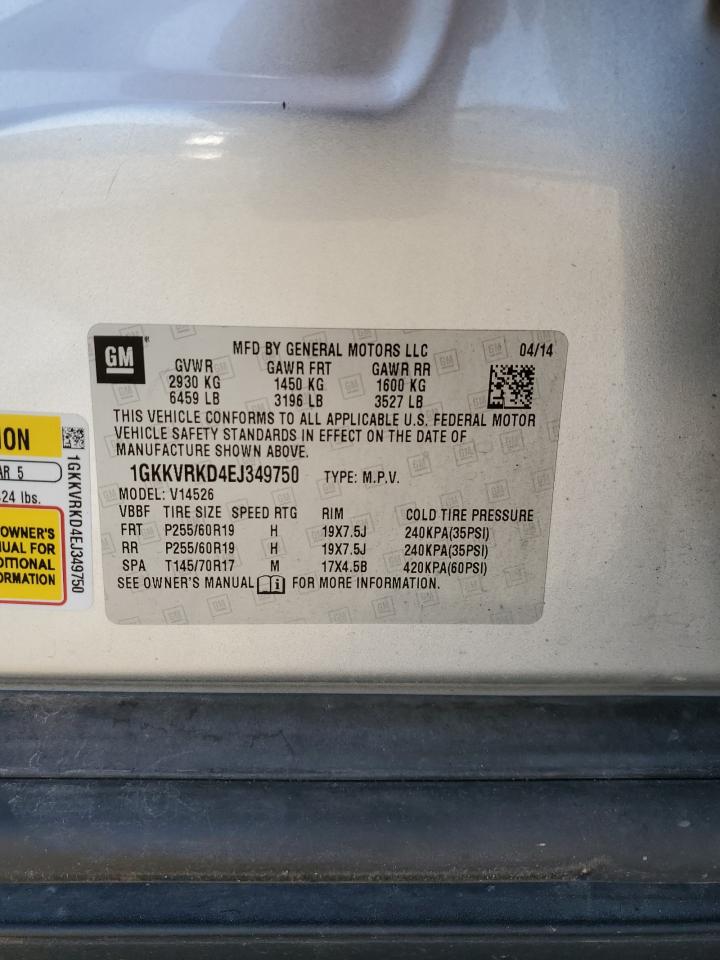 GM
MFD BY GENERAL MOTORS LLC 04/14
GVWR GAWR FRT GAWR RR
2930 KG 1450 KG 1600 KG
6459 LB 3196 LB 3527 LB
THIS VEHICLE CONFORMS TO ALL APPLICABLE U.S. FEDERAL MOTOR
VEHICLE SAFETY STANDARDS IN EFFECT ON THE DATE OF
MANUFACTURE SHOWN ABOVE.
1GKKVRKD4EJ349750 TYPE: M.P.V.
MODEL: V14526
VBBF TIRE SIZE SPEED RTG RIM COLD TIRE PRESSURE
FRT P255/60R19 H 19X7.5J 240KPA(35PSI)
RR P255/60R19 H 19X7.5J 240KPA(35PSI)
SPA T145/70R17 M 17X4.5B 420KPA(60PSI)
SEE OWNER'S MANUAL i FOR MORE INFORMATION.
ION
AR 5
24 lbs.
OWNER'S
UAL FOR
DITIONAL
ORMATION
1GKKVRKD4EJ349750